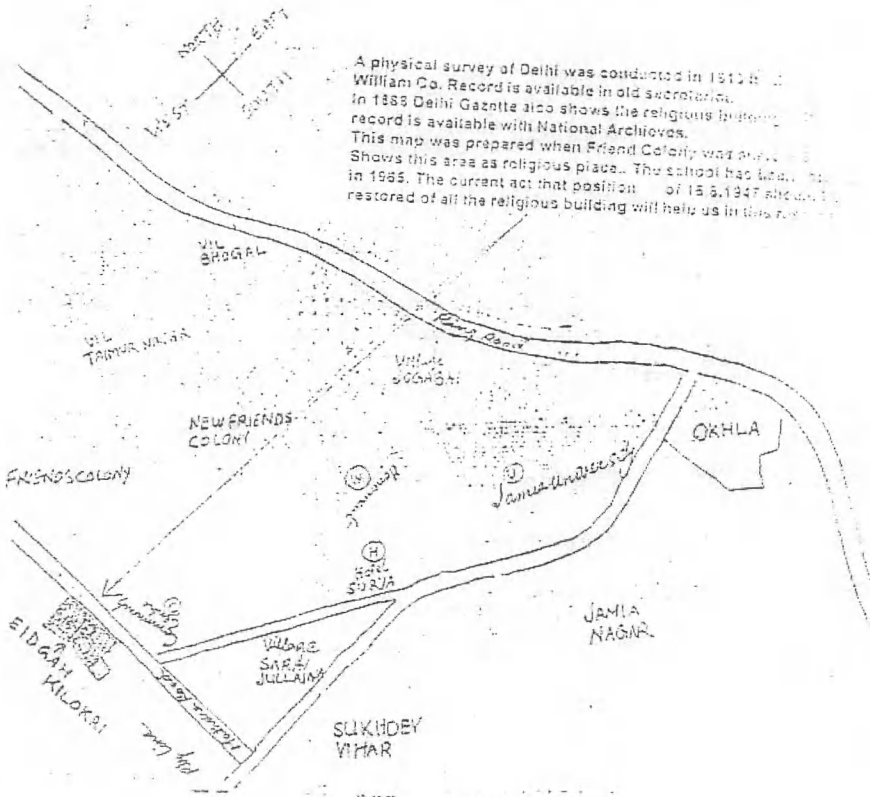 NORTH
EAST
WEST
SOUTH
A physical survey of Delhi was conducted in
William Co. Record is available in old
In 1888 Delhi Gazette also shows the religious
record is available with National Archieves.
This map was prepared when Friend Colony was
Shows this area as religious place.. The school has
in 1965. The current act that position of 15.8.1947
restored of all the religious building will help us in this
VIL
BHOGAL
Ring Road
VIL
TAIMUR NAGAR
Village
NEW FRIENDS
COLONY
OKHLA
FRIENDS COLONY
J
Jamia University
H
Hotel
SURYA
JAMIA
NAGAR
Village
SARAI
JULLAINA
EIDGAH
KILOKRI
Mathura Road
Rly Line
SUKHDEV
VIHAR